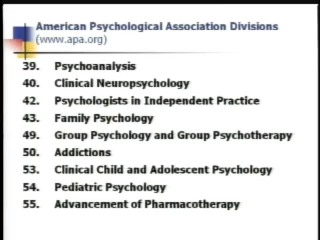 American Psychological Association Divisions
(www.apa.org)
39. Psychoanalysis
40. Clinical Neuropsychology
42. Psychologists in Independent Practice
43. Family Psychology
49. Group Psychology and Group Psychotherapy
50. Addictions
53. Clinical Child and Adolescent Psychology
54. Pediatric Psychology
55. Advancement of Pharmacotherapy